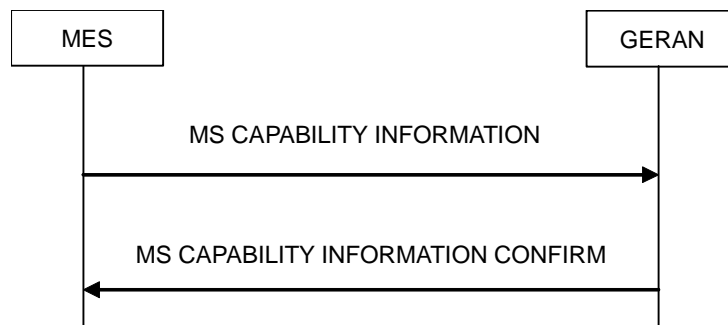 MES
GERAN
MS CAPABILITY INFORMATION
MS CAPABILITY INFORMATION CONFIRM